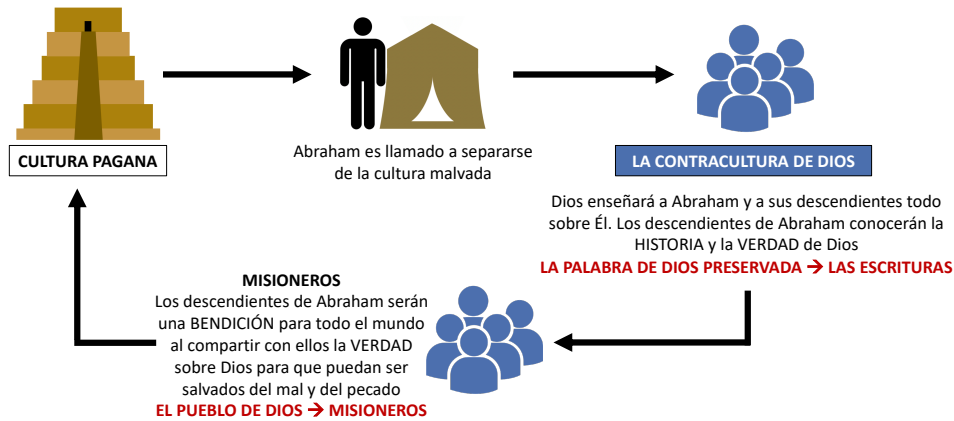 CULTURA PAGANA
Abraham es llamado a separarse
de la cultura malvada
LA CONTRACULTURA DE DIOS
Dios enseñará a Abraham y a sus descendientes todo
sobre Él. Los descendientes de Abraham conocerán la
HISTORIA y la VERDAD de Dios
LA PALABRA DE DIOS PRESERVADA → LAS ESCRITURAS
MISIONEROS
Los descendientes de Abraham serán
una BENDICIÓN para todo el mundo
al compartir con ellos la VERDAD
sobre Dios para que puedan ser
salvados del mal y del pecado
EL PUEBLO DE DIOS → MISIONEROS